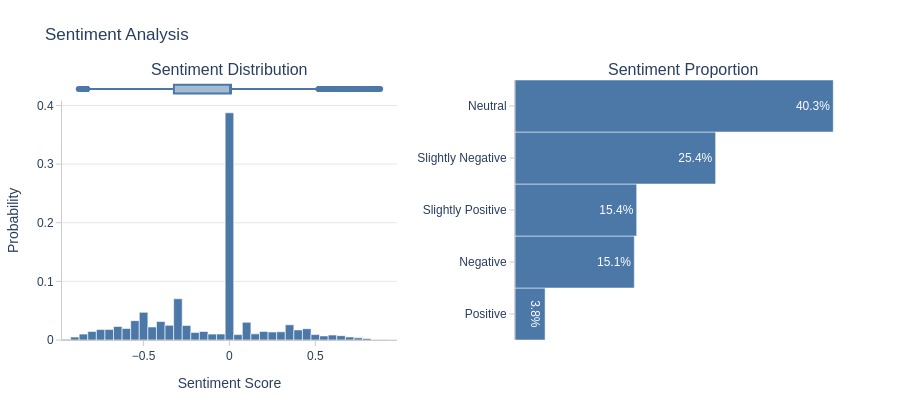 Sentiment Analysis
Sentiment Distribution
0.4
0.3
0.2
0.1
0
−0.5
0
0.5
Probability
Sentiment Score
Sentiment Proportion
Neutral
40.3%
Slightly Negative
25.4%
Slightly Positive
15.4%
Negative
15.1%
Positive
3.8%